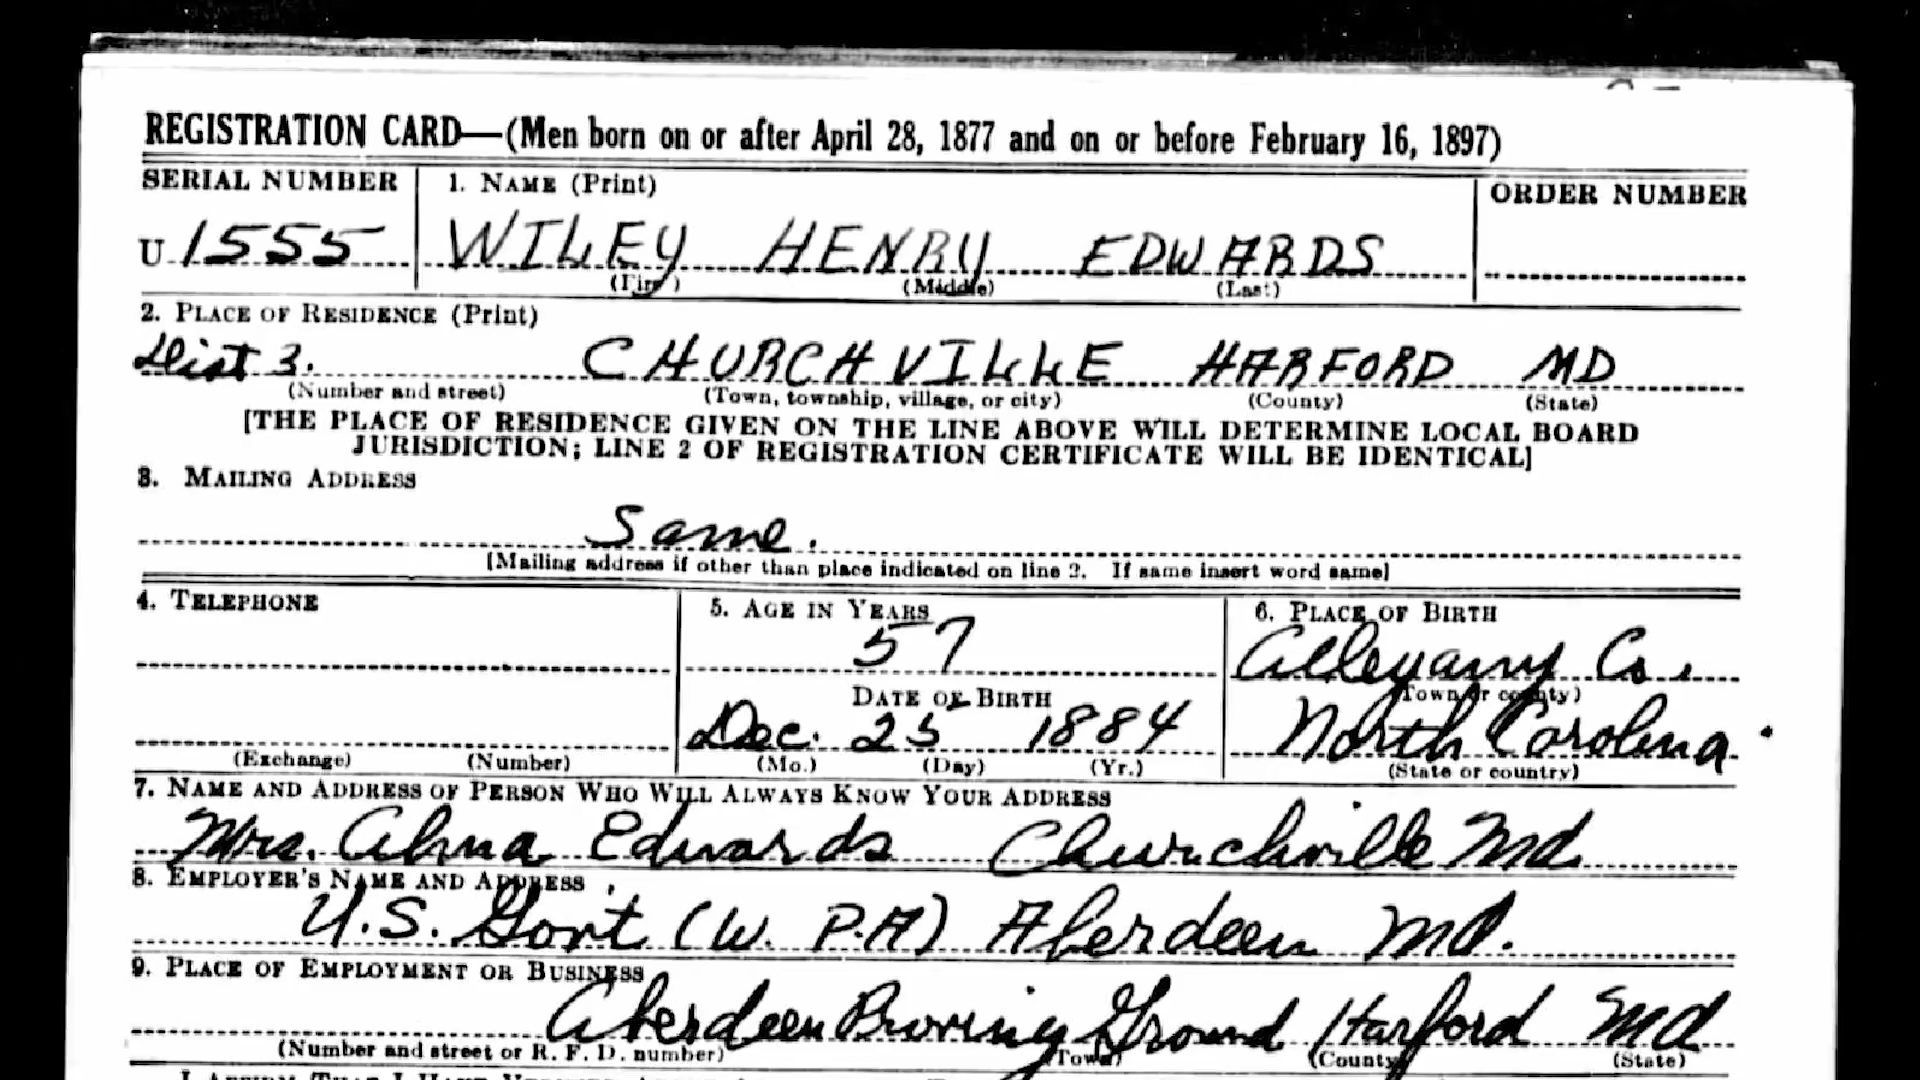 REGISTRATION CARD—(Men born on or after April 28, 1877 and on or before February 16, 1897)
SERIAL NUMBER 1. NAME (Print) ORDER NUMBER
U 1555 WILEY HENRY EDWARDS
(First) (Middle) (Last)
2. PLACE OF RESIDENCE (Print)
Dist 3. CHURCHVILLE HARFORD MD
(Number and street) (Town, township, village, or city) (County) (State)
[THE PLACE OF RESIDENCE GIVEN ON THE LINE ABOVE WILL DETERMINE LOCAL BOARD
JURISDICTION; LINE 2 OF REGISTRATION CERTIFICATE WILL BE IDENTICAL]
3. MAILING ADDRESS
Same.
[Mailing address if other than place indicated on line 2. If same insert word same]
4. TELEPHONE 5. AGE IN YEARS 6. PLACE OF BIRTH
57 Alleyany Co.
DATE OF BIRTH (Town or county)
Dec. 25 1884 North Carolina.
(Exchange) (Number) (Mo.) (Day) (Yr.) (State or country)
7. NAME AND ADDRESS OF PERSON WHO WILL ALWAYS KNOW YOUR ADDRESS
Mrs. Alma Edwards Churchville Md.
8. EMPLOYER'S NAME AND ADDRESS
U.S. Govt (W. P.A) Aberdeen Md.
9. PLACE OF EMPLOYMENT OR BUSINESS
Aberdeen Proving Ground Harford Md
(Number and street or R. F. D. number) (Town) (County) (State)